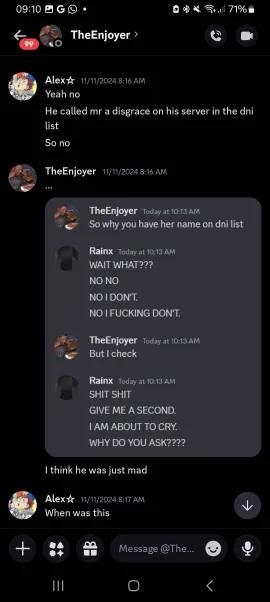 09:10
71%
99
TheEnjoyer
Alex☆ 11/11/2024 8:16 AM
Yeah no
He called mr a disgrace on his server in the dni
list
So no
TheEnjoyer 11/11/2024 8:16 AM
...
TheEnjoyer Today at 10:13 AM
So why you have her name on dni list
Rainx Today at 10:13 AM
WAIT WHAT???
NO NO
NO I DON'T.
NO I FUCKING DON'T.
TheEnjoyer Today at 10:13 AM
But I check
Rainx Today at 10:13 AM
SHIT SHIT
GIVE ME A SECOND.
I AM ABOUT TO CRY.
WHY DO YOU ASK????
I think he was just mad
Alex☆ 11/11/2024 8:17 AM
When was this
Message @The...